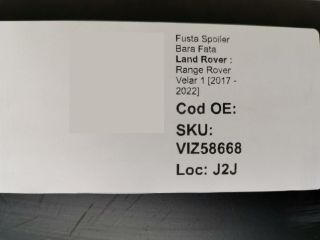 Fusta Spoiler
Bara Fata
Land Rover :
Range Rover
Velar 1 [2017 -
2022]
Cod OE:
SKU:
VIZ58668
Loc: J2J